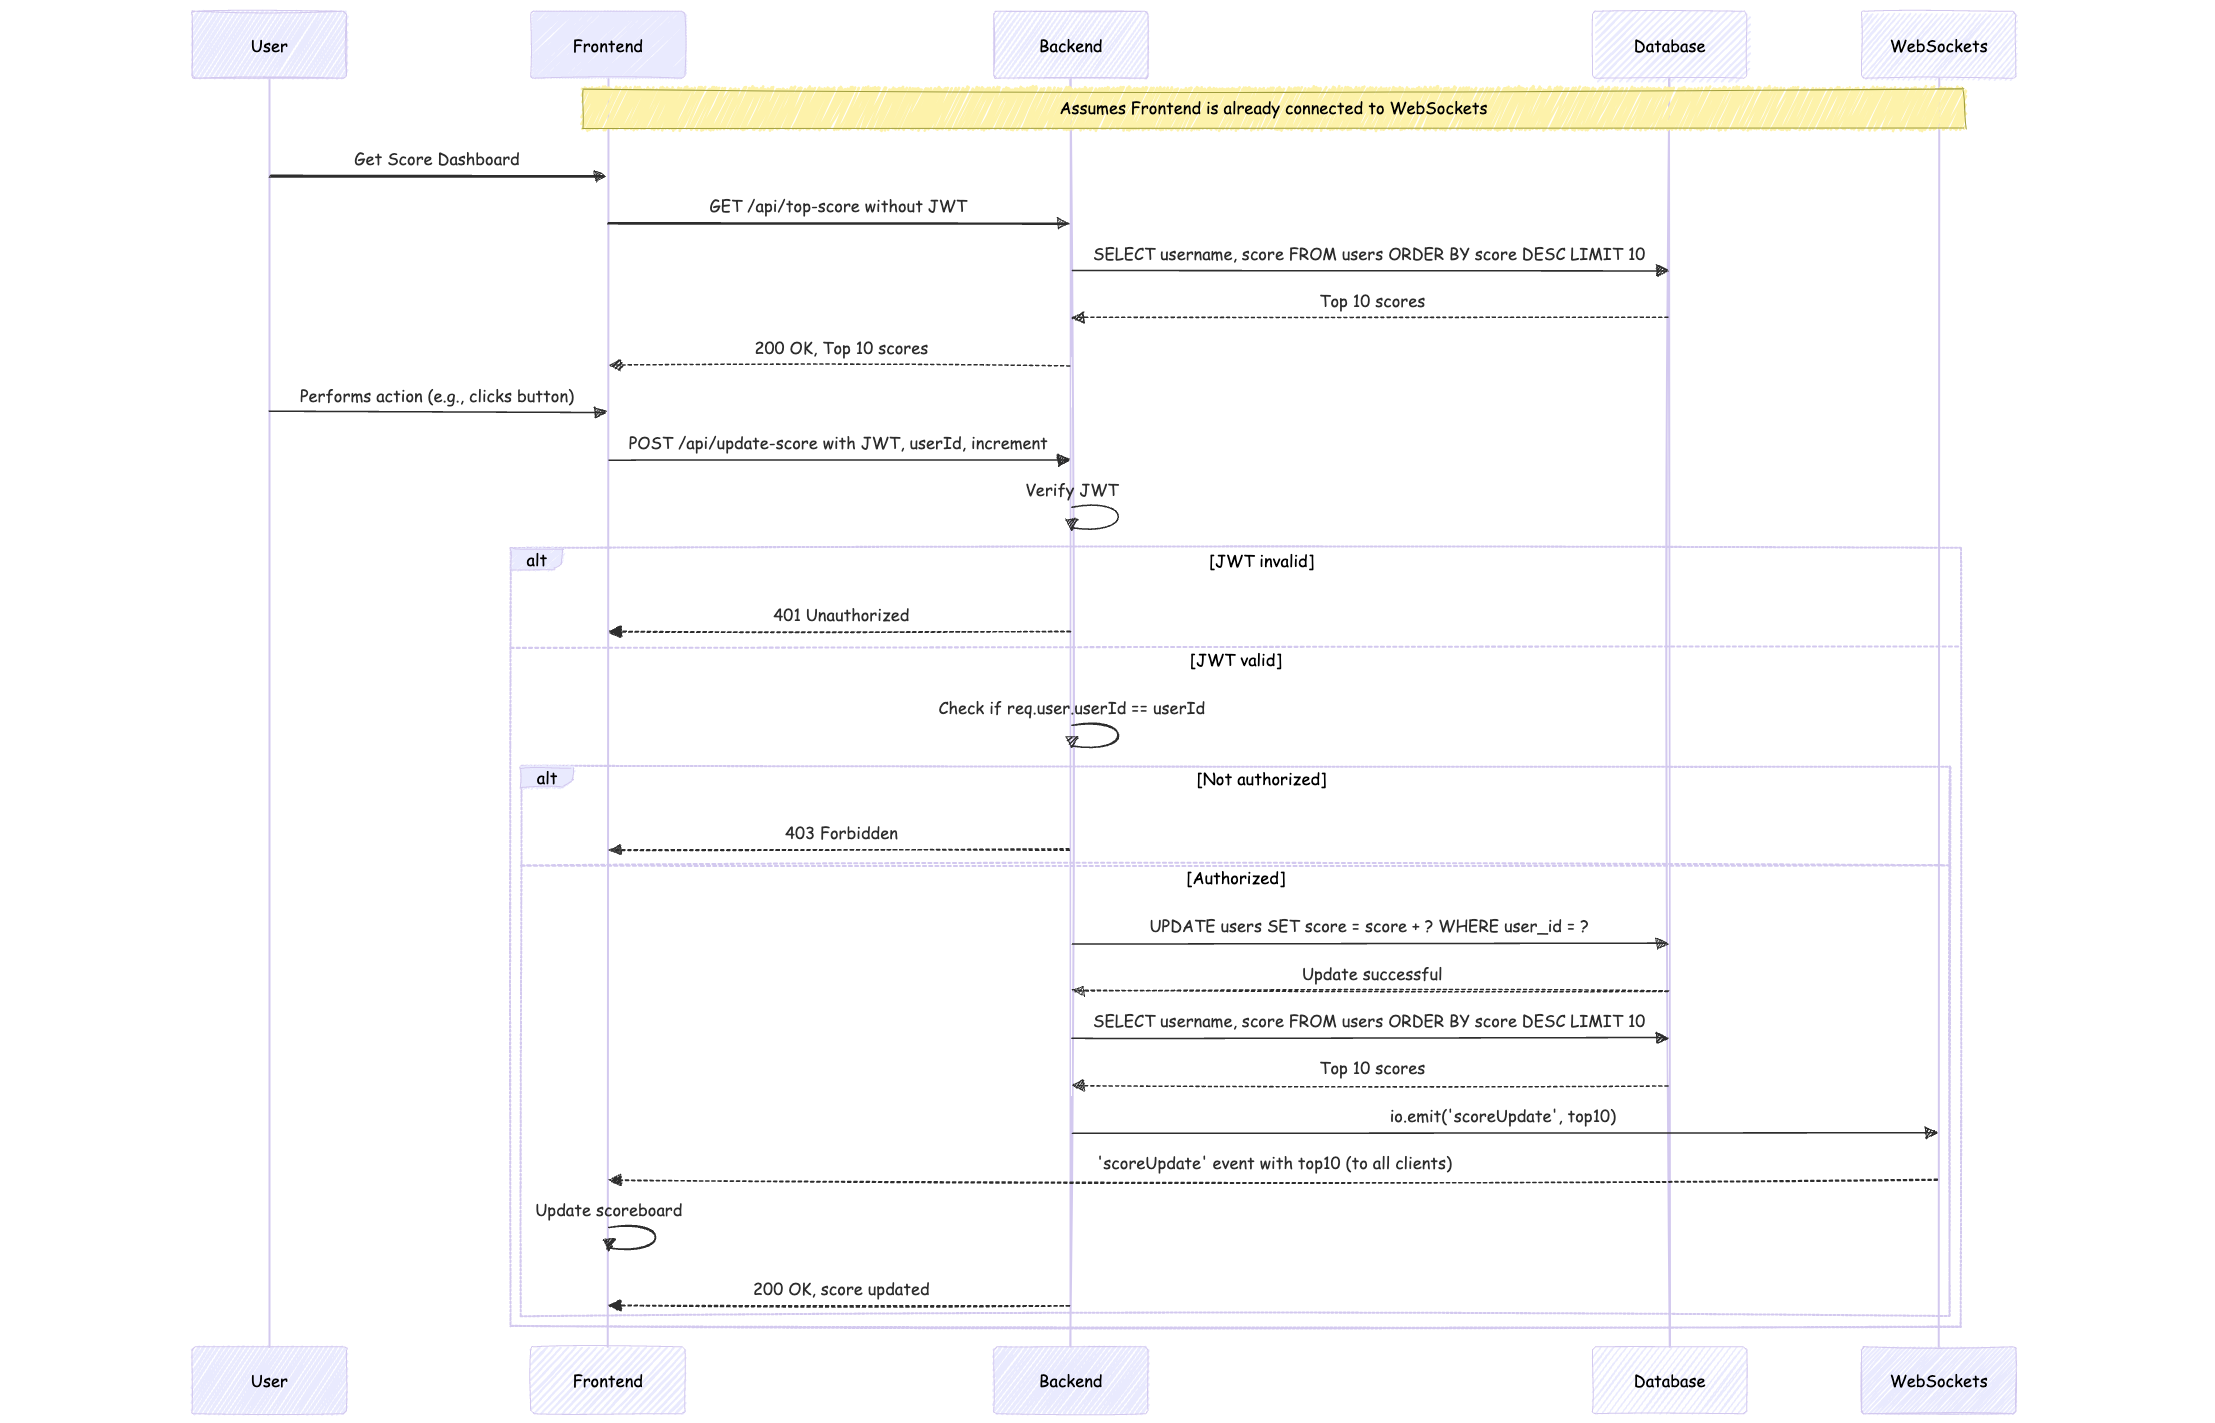 User
Frontend
Backend
Database
WebSockets
Assumes Frontend is already connected to WebSockets
Get Score Dashboard
GET /api/top-score without JWT
SELECT username, score FROM users ORDER BY score DESC LIMIT 10
Top 10 scores
200 OK, Top 10 scores
Performs action (e.g., clicks button)
POST /api/update-score with JWT, userId, increment
Verify JWT
alt
[JWT invalid]
401 Unauthorized
[JWT valid]
Check if req.user.userId == userId
alt
[Not authorized]
403 Forbidden
[Authorized]
UPDATE users SET score = score + ? WHERE user_id = ?
Update successful
SELECT username, score FROM users ORDER BY score DESC LIMIT 10
Top 10 scores
io.emit('scoreUpdate', top10)
'scoreUpdate' event with top10 (to all clients)
Update scoreboard
200 OK, score updated
User
Frontend
Backend
Database
WebSockets